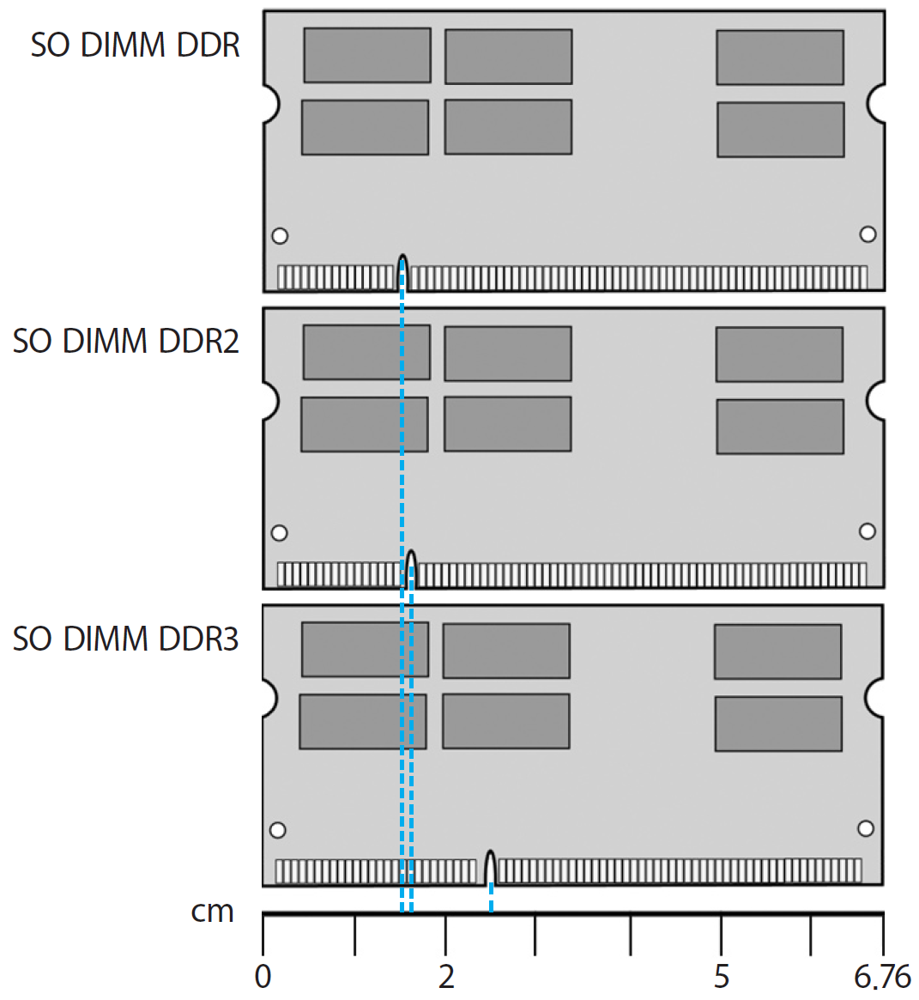 SO DIMM DDR
SO DIMM DDR2
SO DIMM DDR3
cm
0 2 5 6.76